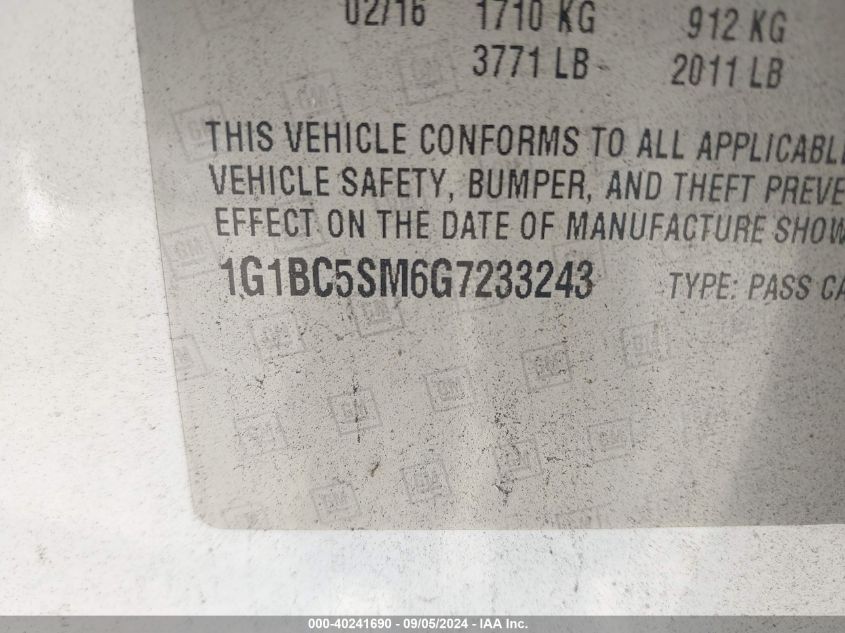 02/16 1710 KG 912 KG
3771 LB 2011 LB
THIS VEHICLE CONFORMS TO ALL APPLICABL
VEHICLE SAFETY, BUMPER, AND THEFT PREVE
EFFECT ON THE DATE OF MANUFACTURE SHOW
1G1BC5SM6G7233243 TYPE: PASS CA
GM
000-40241690 - 09/05/2024 - IAA Inc.